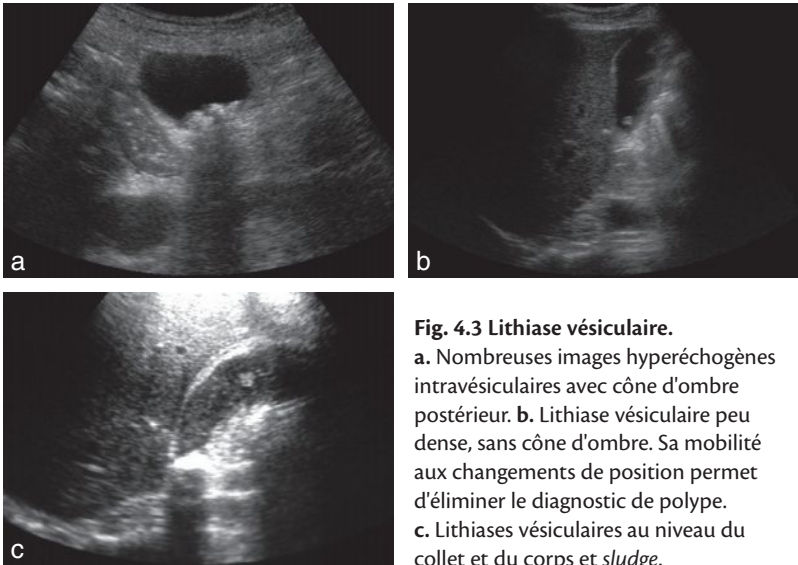 a
b
c
Fig. 4.3 Lithiase vésiculaire.
a. Nombreuses images hyperéchogènes
intravésiculaires avec cône d'ombre
postérieur. b. Lithiase vésiculaire peu
dense, sans cône d'ombre. Sa mobilité
aux changements de position permet
d'éliminer le diagnostic de polype.
c. Lithiases vésiculaires au niveau du
collet et du corps et sludge.